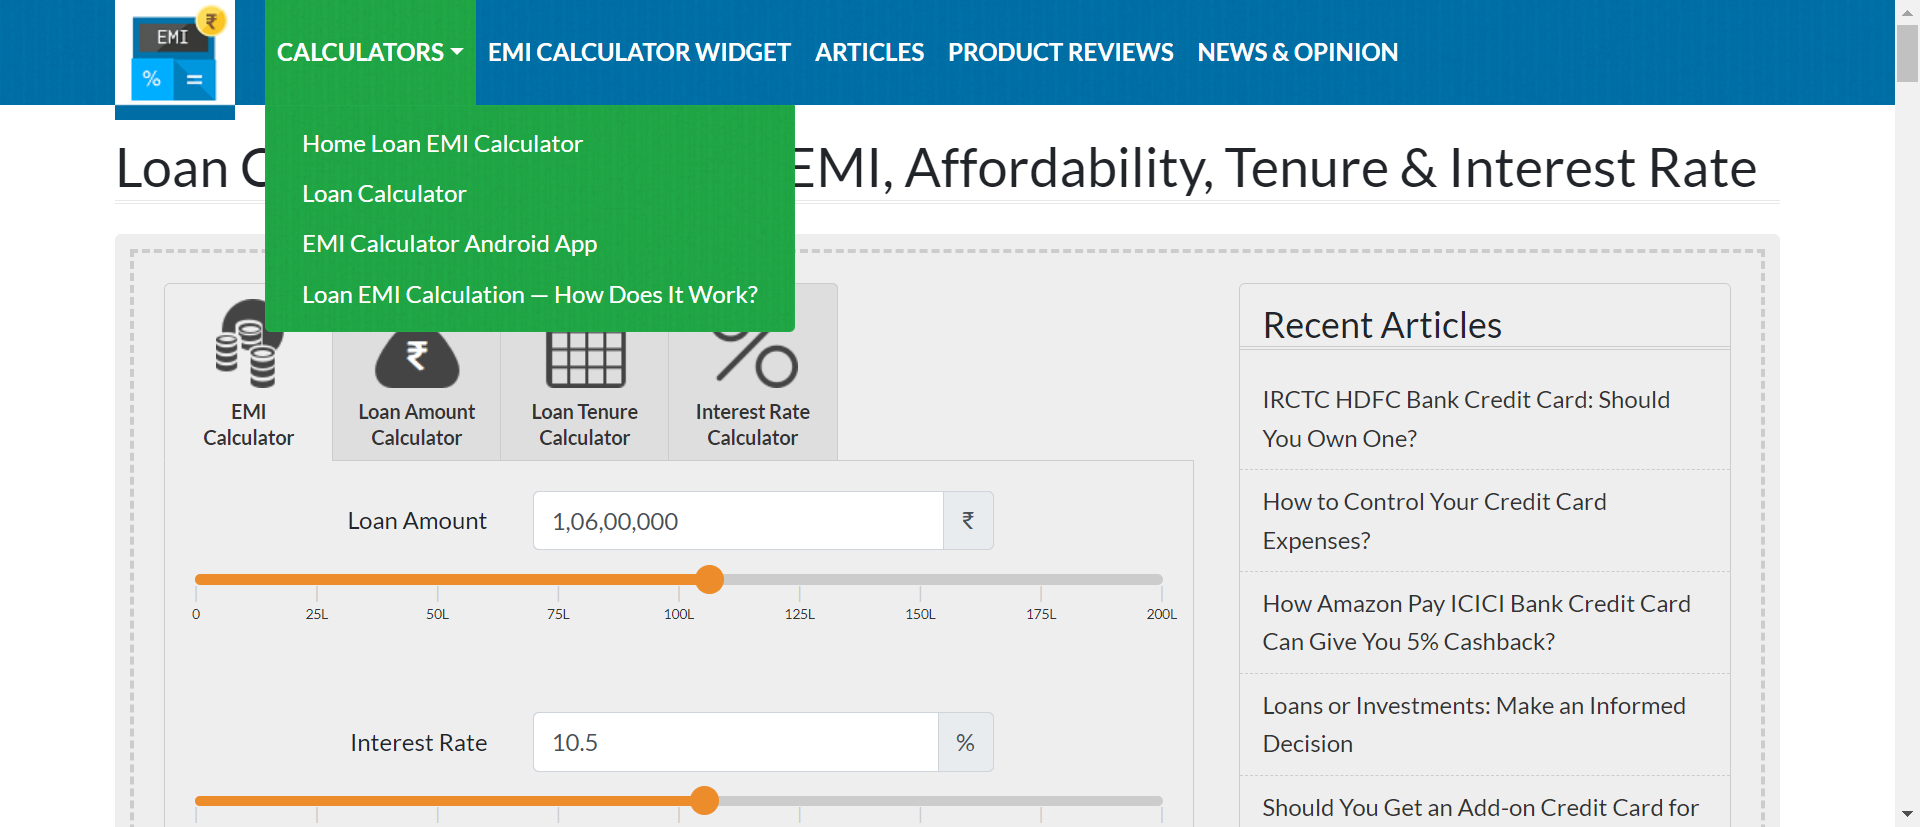 EMI
₹
%
=
CALCULATORS
EMI CALCULATOR WIDGET
ARTICLES
PRODUCT REVIEWS
NEWS & OPINION
Home Loan EMI Calculator
Loan Calculator
EMI Calculator Android App
Loan EMI Calculation — How Does It Work?
Loan
EMI, Affordability, Tenure & Interest Rate
EMI
Calculator
₹
Loan Amount
Calculator
Loan Tenure
Calculator
Interest Rate
Calculator
Loan Amount
1,06,00,000
₹
0 25L 50L 75L 100L 125L 150L 175L 200L
Interest Rate
10.5
%
Recent Articles
IRCTC HDFC Bank Credit Card: Should
You Own One?
How to Control Your Credit Card
Expenses?
How Amazon Pay ICICI Bank Credit Card
Can Give You 5% Cashback?
Loans or Investments: Make an Informed
Decision
Should You Get an Add-on Credit Card for